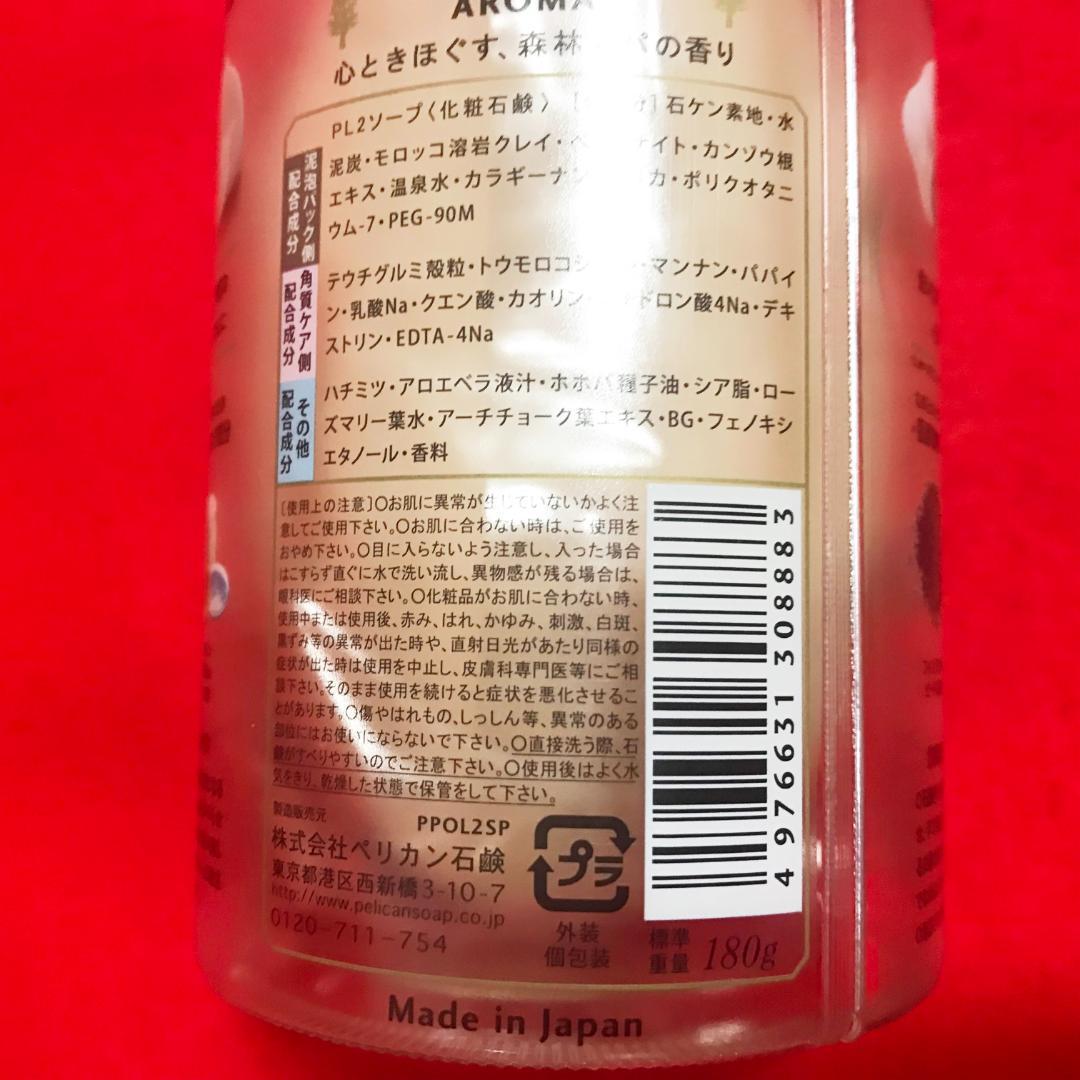 AROMA
心ときほぐす、森林 パの香り
PL2ソープ〈化粧石鹸〉 石ケン素地・水
泥炭・モロッコ溶岩クレイ・ベ ナイト・カンゾウ根
エキス・温泉水・カラギーナン カ・ポリクオタニ
ウム-7・PEG-90M
泥泡パック側
配合成分
テウチグルミ殻粒・トウモロコシ ・マンナン・パパイ
ン・乳酸Na・クエン酸・カオリン・ ドロン酸4Na・デキ
ストリン・EDTA-4Na
角質ケア側
配合成分
ハチミツ・アロエベラ液汁・ホホバ種子油・シア脂・ロー
ズマリー葉水・アーチチョーク葉エキス・BG・フェノキシ
エタノール・香料
その他
配合成分
〔使用上の注意〕○お肌に異常が生じていないかよく注
意してご使用下さい。○お肌に合わない時は、ご使用を
おやめ下さい。○目に入らないよう注意し、入った場合
はこすらず直ぐに水で洗い流し、異物感が残る場合は、
眼科医にご相談下さい。○化粧品がお肌に合わない時、
使用中または使用後、赤み、はれ、かゆみ、刺激、白斑、
黒ずみ等の異常が出た時や、直射日光があたり同様の
症状が出た時は使用を中止し、皮膚科専門医等にご相
談下さい。そのまま使用を続けると症状を悪化させるこ
とがあります。○傷やはれもの、しっしん等、異常のある
部位にはお使いにならないで下さい。○直接洗う際、石
鹸がすべりやすいのでご注意下さい。○使用後はよく水
気をきり、乾燥した状態で保管をして下さい。
4976631308883
製造販売元
PPOL2SP
株式会社ペリカン石鹸
東京都港区西新橋3-10-7
http://www.pelicansoap.co.jp
0120-711-754
プラ
外装
個包装
標準
重量 180g
Made in Japan